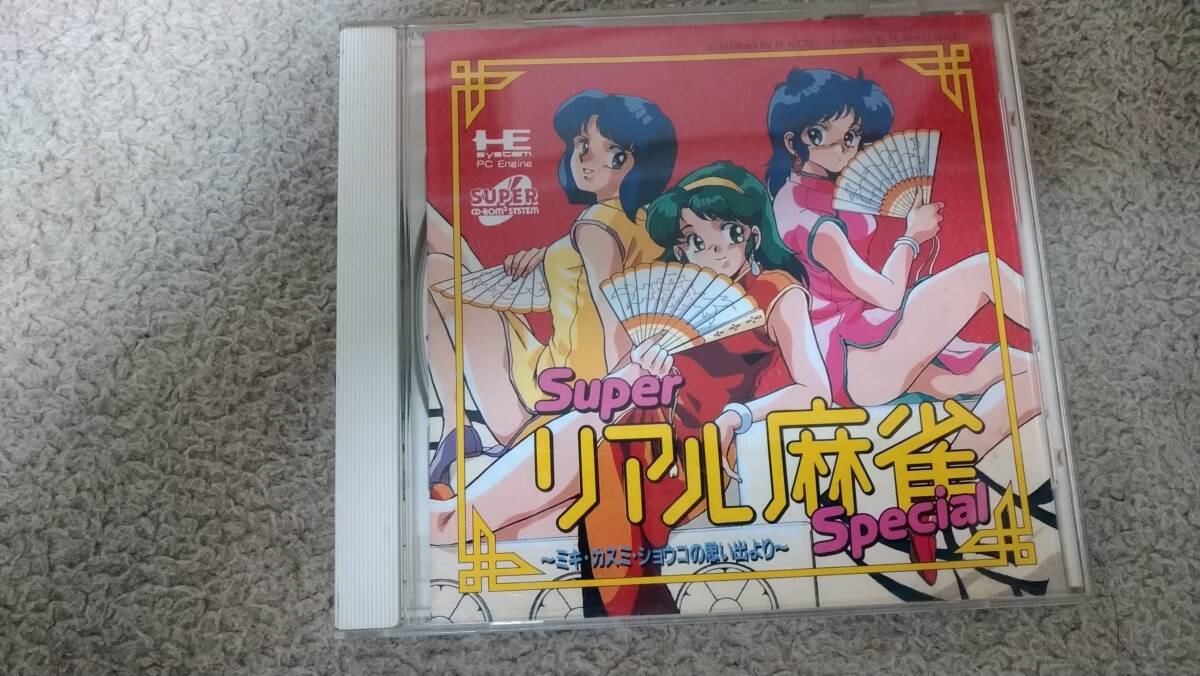 HE
system
PC Engine
SUPER
CD-ROM² SYSTEM
Super
リアル麻雀
Special
～ミキ・カスミ・ショウコの思い出より～